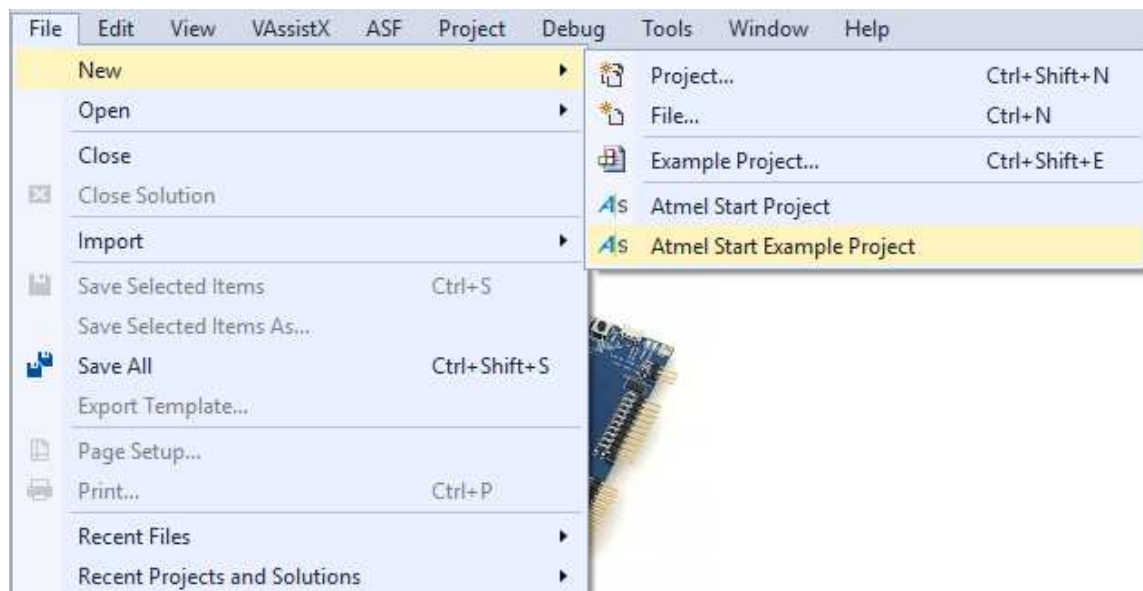 File Edit View VAssistX ASF Project Debug Tools Window Help
New
Open
Close
Close Solution
Import
Save Selected Items Ctrl+S
Save Selected Items As...
Save All Ctrl+Shift+S
Export Template...
Page Setup...
Print... Ctrl+P
Recent Files
Recent Projects and Solutions
Project... Ctrl+Shift+N
File... Ctrl+N
Example Project... Ctrl+Shift+E
As Atmel Start Project
As Atmel Start Example Project